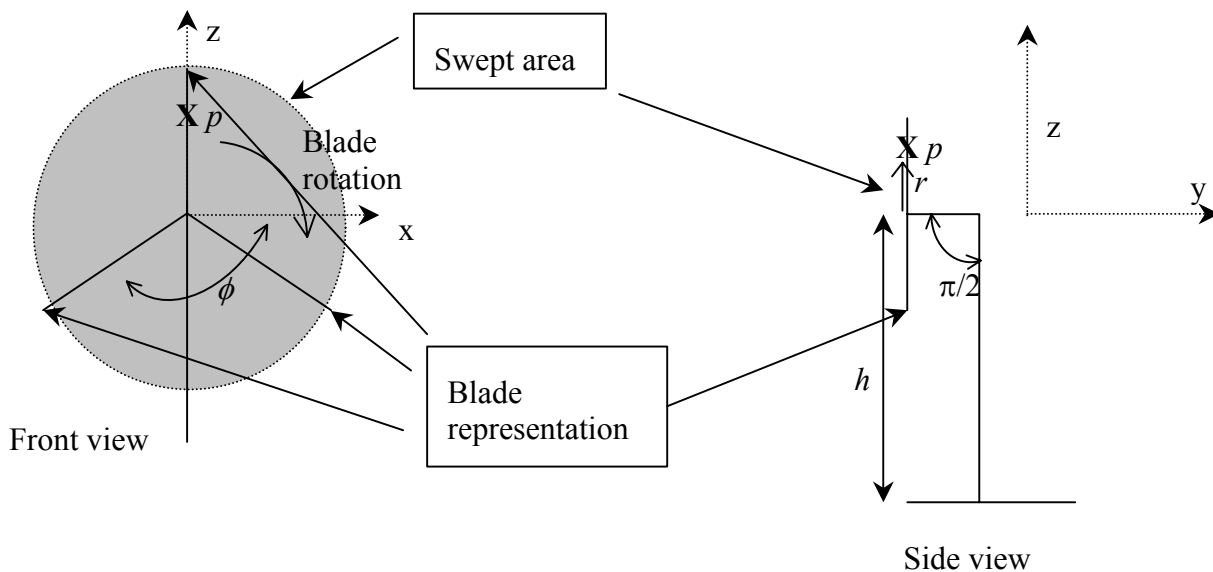 z
Swept area
X p
Blade
rotation
x
ϕ
Blade
representation
Front view
z
X p
r
y
π/2
h
Side view